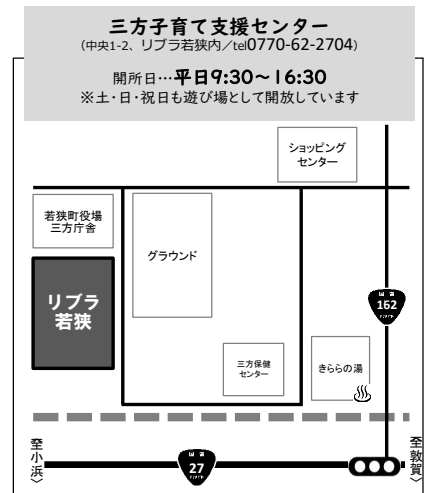 三方子育て支援センター
（中央1-2、リブラ若狭内／tel0770-62-2704）
開所日…平日9:30～16:30
※土・日・祝日も遊び場として開放しています
ショッピング
センター
若狭町役場
三方庁舎
グラウンド
リブラ
若狭
162
三方保健
センター
きららの湯
至小浜〉
国道
27
至敦賀〉